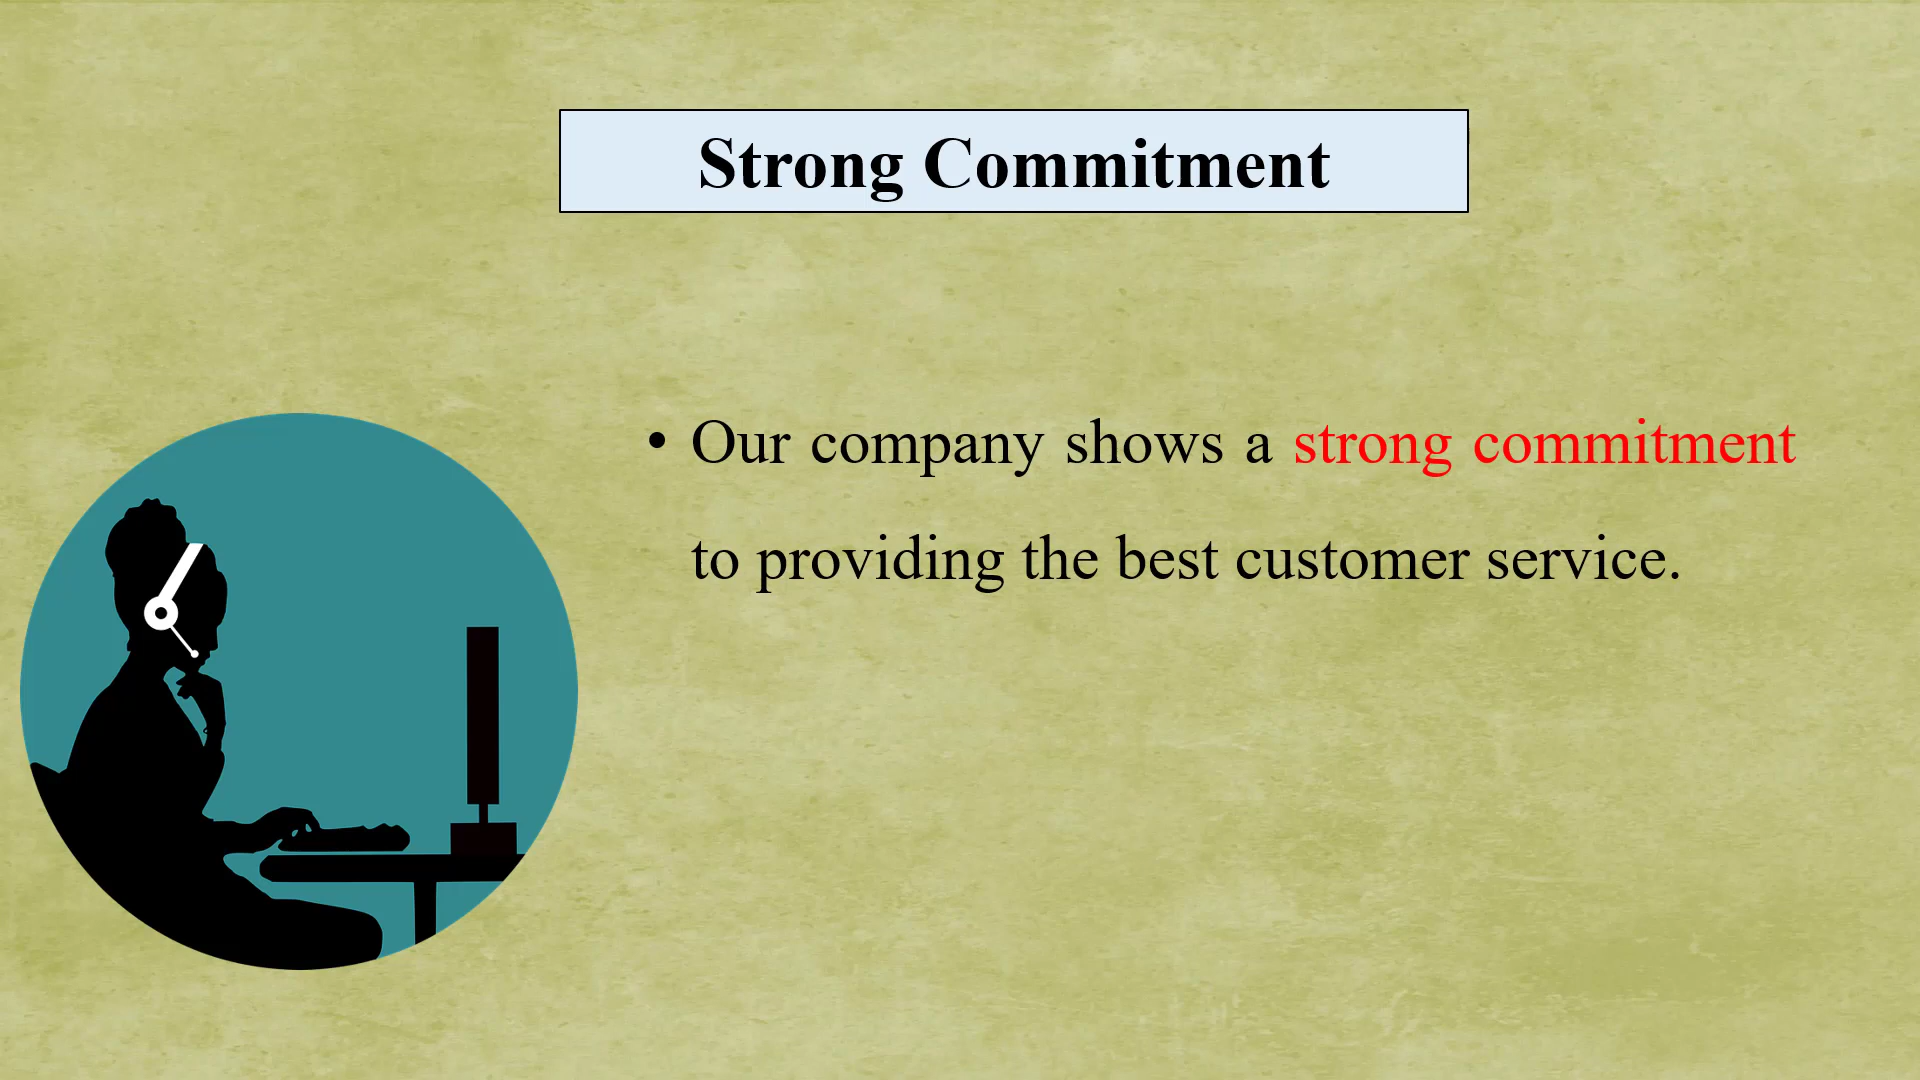 Strong Commitment
• Our company shows a strong commitment
to providing the best customer service.